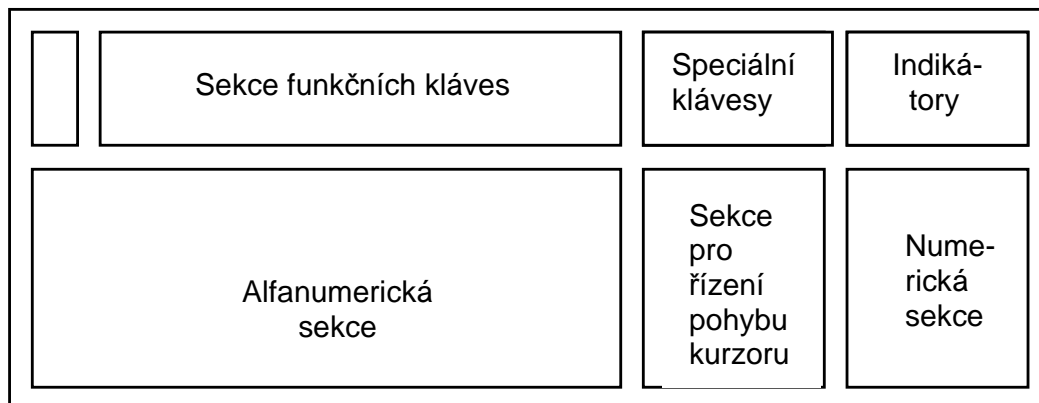 Sekce funkčních kláves
Speciální
klávesy
Indiká-
tory
Alfanumerická
sekce
Sekce
pro
řízení
pohybu
kurzoru
Nume-
rická
sekce